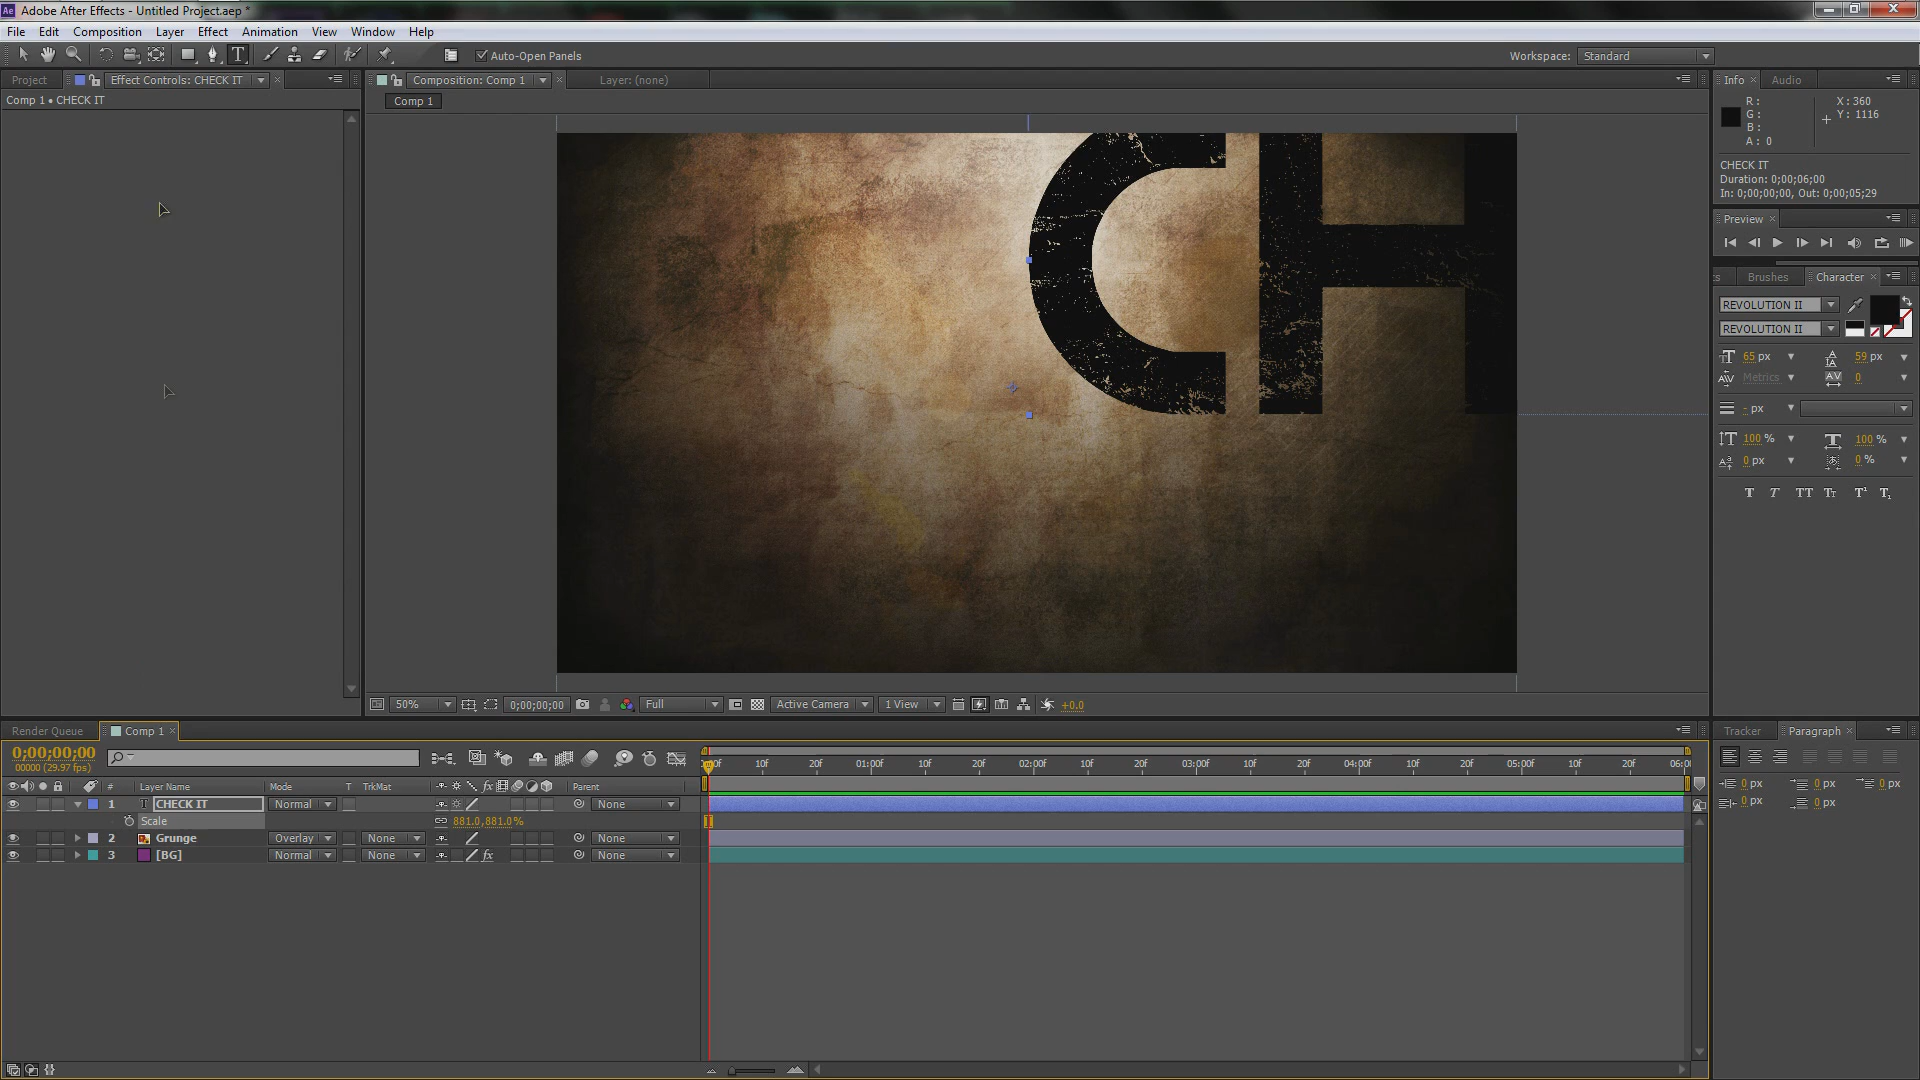 Ae Adobe After Effects - Untitled Project.aep *
File Edit Composition Layer Effect Animation View Window Help
T Auto-Open Panels Workspace: Standard
Project Effect Controls: CHECK IT Composition: Comp 1 Layer: (none) Info Audio
Comp 1 • CHECK IT
Comp 1
R :
G :
B :
A : 0
X : 360
Y : 1116
CHECK IT
Duration: 0;00;06;00
In: 0;00;00;00, Out: 0;00;05;29
Preview
Brushes Character
REVOLUTION II
REVOLUTION II
65 px 59 px
Metrics 0
- px
100 % 100 %
0 px 0 %
T T TT Tt T¹ T₁
CH
50% 0;00;00;00 Full Active Camera 1 View +0.0
Render Queue Comp 1
Tracker Paragraph
0 px 0 px 0 px
0 px 0 px
0;00;00;00
00000 (29.97 fps)
10f 20f 01:00f 10f 20f 02:00f 10f 20f 03:00f 10f 20f 04:00f 10f 20f 05:00f 10f 20f 06:0
# Layer Name Mode T TrkMat fx Parent
1 T CHECK IT Normal None
Scale 881.0,881.0%
2 Grunge Overlay None None
3 [BG] Normal None fx None